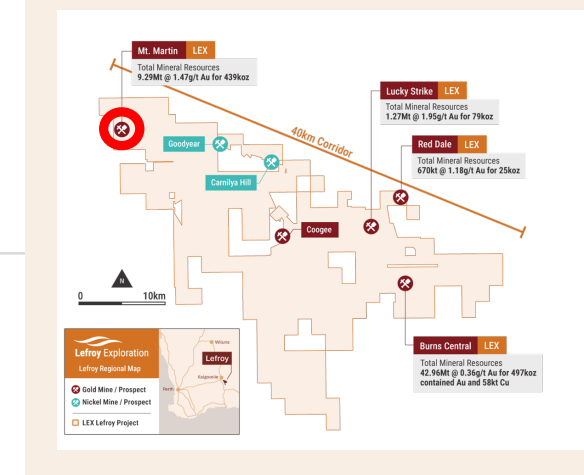 Mt. Martin LEX
Total Mineral Resources
9.29Mt @ 1.47g/t Au for 439koz
Lucky Strike LEX
Total Mineral Resources
1.27Mt @ 1.95g/t Au for 79koz
40km Corridor
Goodyear
Red Dale LEX
Total Mineral Resources
670kt @ 1.18g/t Au for 25koz
Carnilya Hill
Coogee
N
0 10km
Burns Central LEX
Total Mineral Resources
42.96Mt @ 0.36g/t Au for 497koz
contained Au and 58kt Cu
Lefroy Exploration
Lefroy Regional Map
Gold Mine / Prospect
Nickel Mine / Prospect
LEX Lefroy Project
Wiluna
Lefroy
Kalgoorlie
Perth